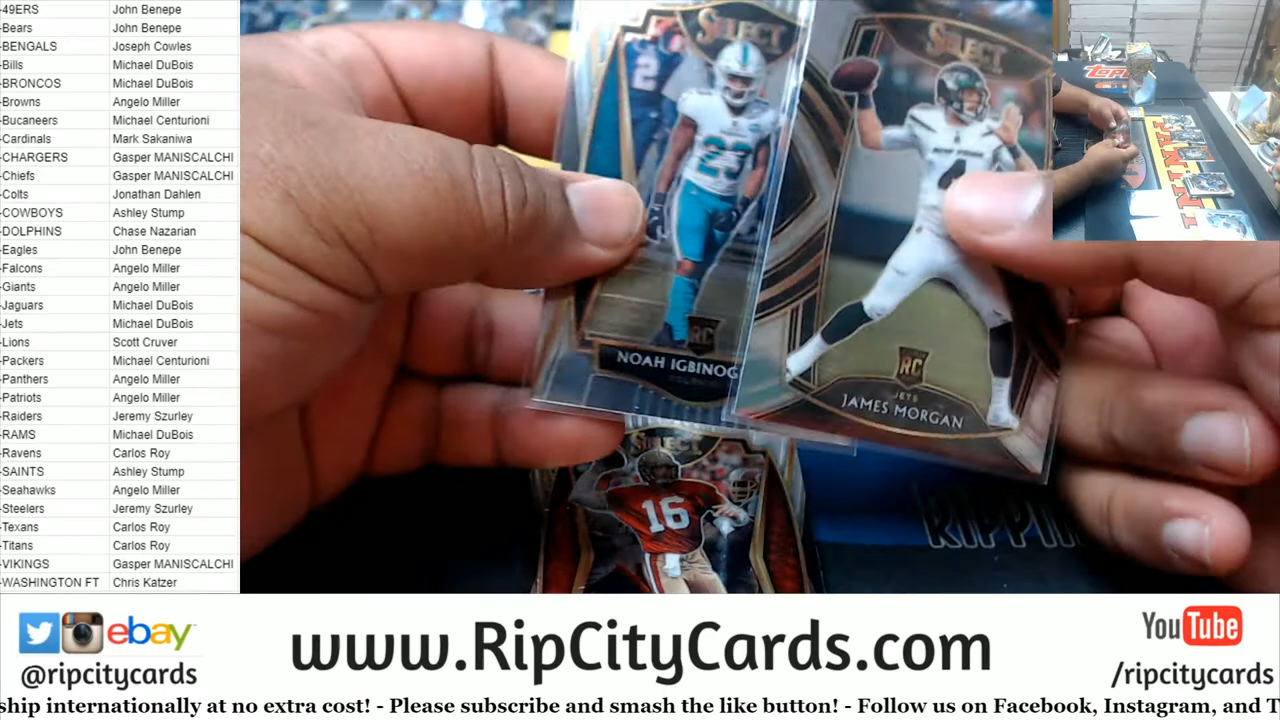 49ERS John Benepe
-Bears John Benepe
-BENGALS Joseph Cowles
-Bills Michael DuBois
-BRONCOS Michael DuBois
-Browns Angelo Miller
-Bucaneers Michael Centurioni
-Cardinals Mark Sakaniwa
-CHARGERS Gasper MANISCALCHI
-Chiefs Gasper MANISCALCHI
-Colts Jonathan Dahlen
-COWBOYS Ashley Stump
-DOLPHINS Chase Nazarian
-Eagles John Benepe
-Falcons Angelo Miller
-Giants Angelo Miller
-Jaguars Michael DuBois
-Jets Michael DuBois
-Lions Scott Cruver
-Packers Michael Centurioni
-Panthers Angelo Miller
-Patriots Angelo Miller
-Raiders Jeremy Szurley
-RAMS Michael DuBois
-Ravens Carlos Roy
-SAINTS Ashley Stump
-Seahawks Angelo Miller
-Steelers Jeremy Szurley
-Texans Carlos Roy
-Titans Carlos Roy
-VIKINGS Gasper MANISCALCHI
-WASHINGTON FT Chris Katzer
SELECT
2
23
RC
NOAH IGBINOG
SELECT
4
RC
JETS
JAMES MORGAN
SELECT
16
RIPPIN
TOPPS
PANINI
ebay
@ripcitycards
www.RipCityCards.com
YouTube
/ripcitycards
ship internationally at no extra cost! - Please subscribe and smash the like button! - Follow us on Facebook, Instagram, and T